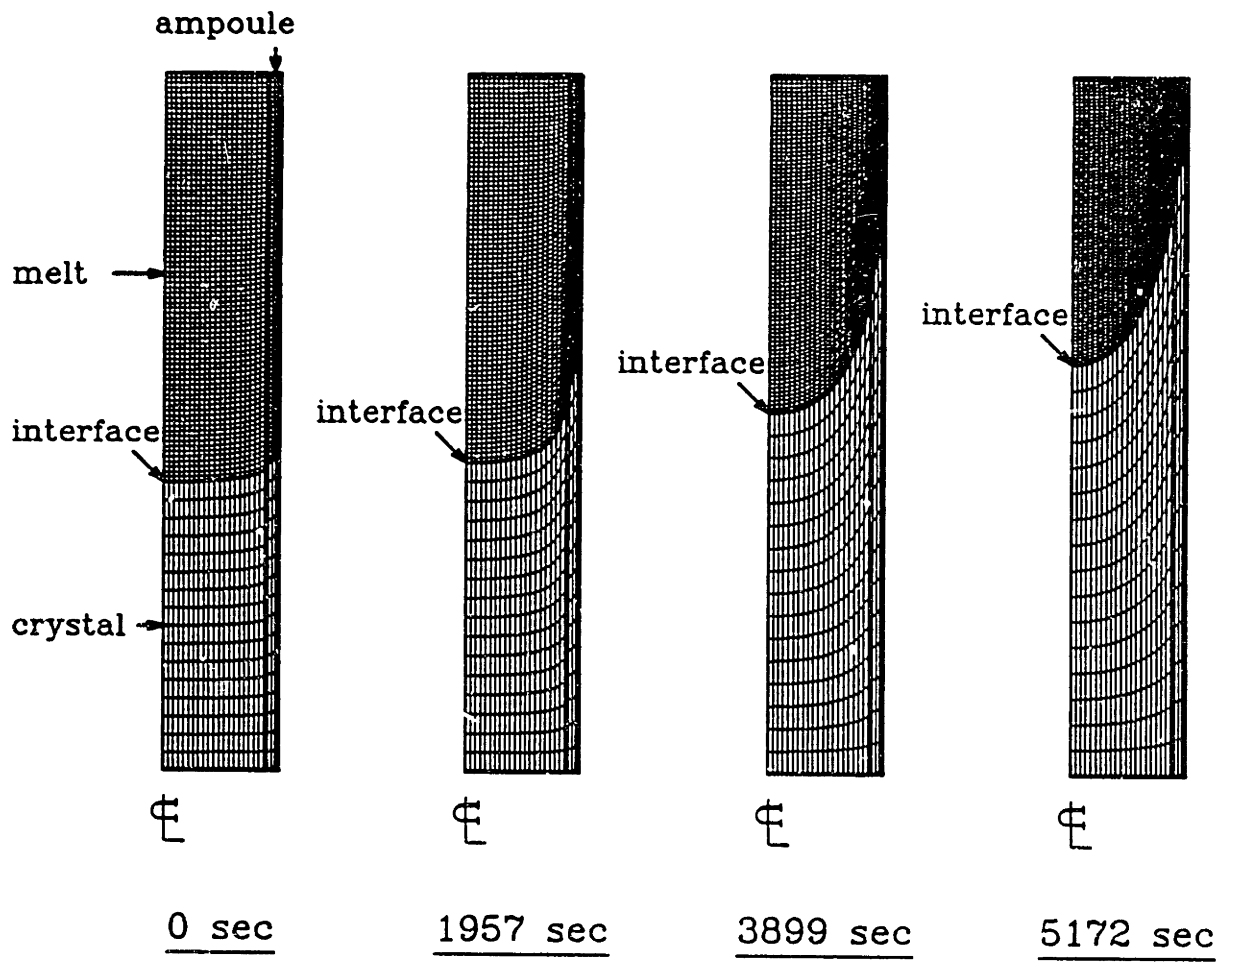 ampoule
melt
interface
crystal
interface
interface
interface
℄ ℄ ℄ ℄
0 sec 1957 sec 3899 sec 5172 sec